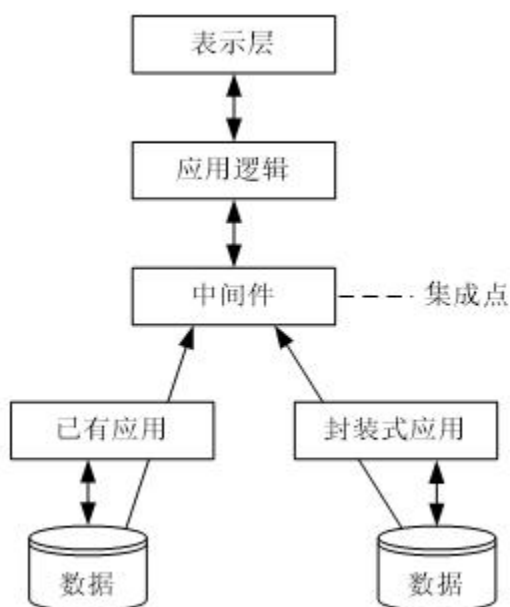 表示层
应用逻辑
中间件
集成点
已有应用
封装式应用
数据
数据